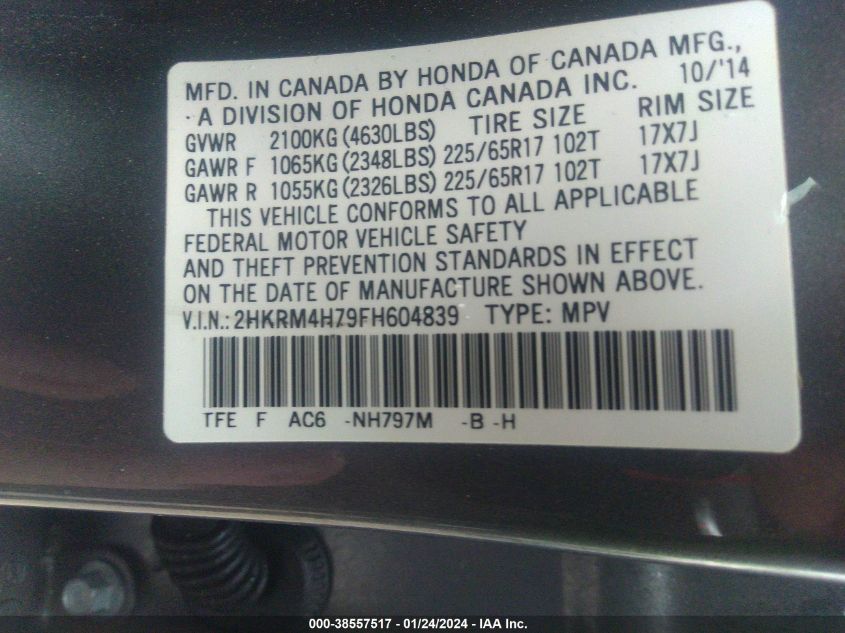 MFD. IN CANADA BY HONDA OF CANADA MFG.,
· A DIVISION OF HONDA CANADA INC. 10/'14
GVWR 2100KG (4630LBS) TIRE SIZE RIM SIZE
GAWR F 1065KG (2348LBS) 225/65R17 102T 17X7J
GAWR R 1055KG (2326LBS) 225/65R17 102T 17X7J
THIS VEHICLE CONFORMS TO ALL APPLICABLE
FEDERAL MOTOR VEHICLE SAFETY
AND THEFT PREVENTION STANDARDS IN EFFECT
ON THE DATE OF MANUFACTURE SHOWN ABOVE.
V.I.N.: 2HKRM4H79FH604839 TYPE: MPV
TFE F AC6 -NH797M -B -H
000-38557517 - 01/24/2024 - IAA Inc.